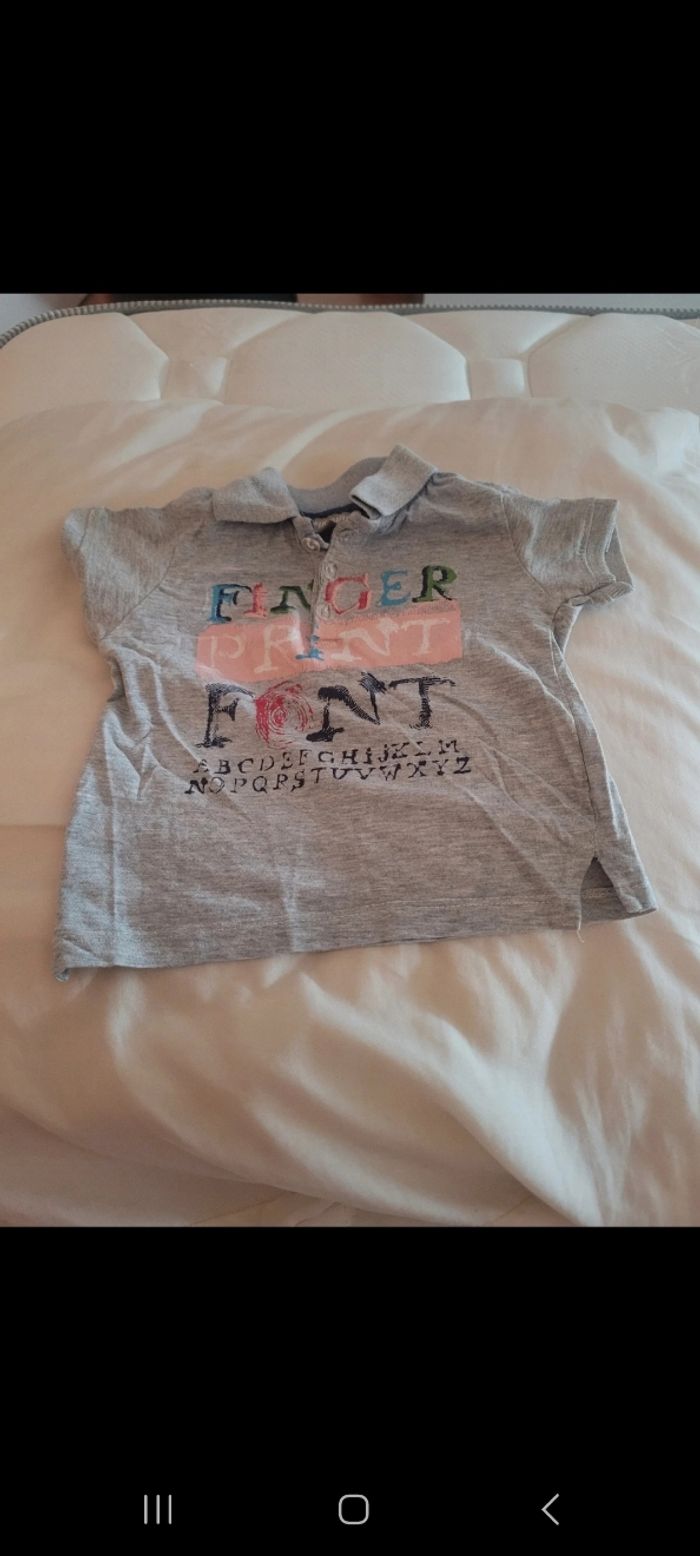 FINGER
PRiNT
FONT
ABCDEFGHIJKLM
NOPQRSTUVWXYZ